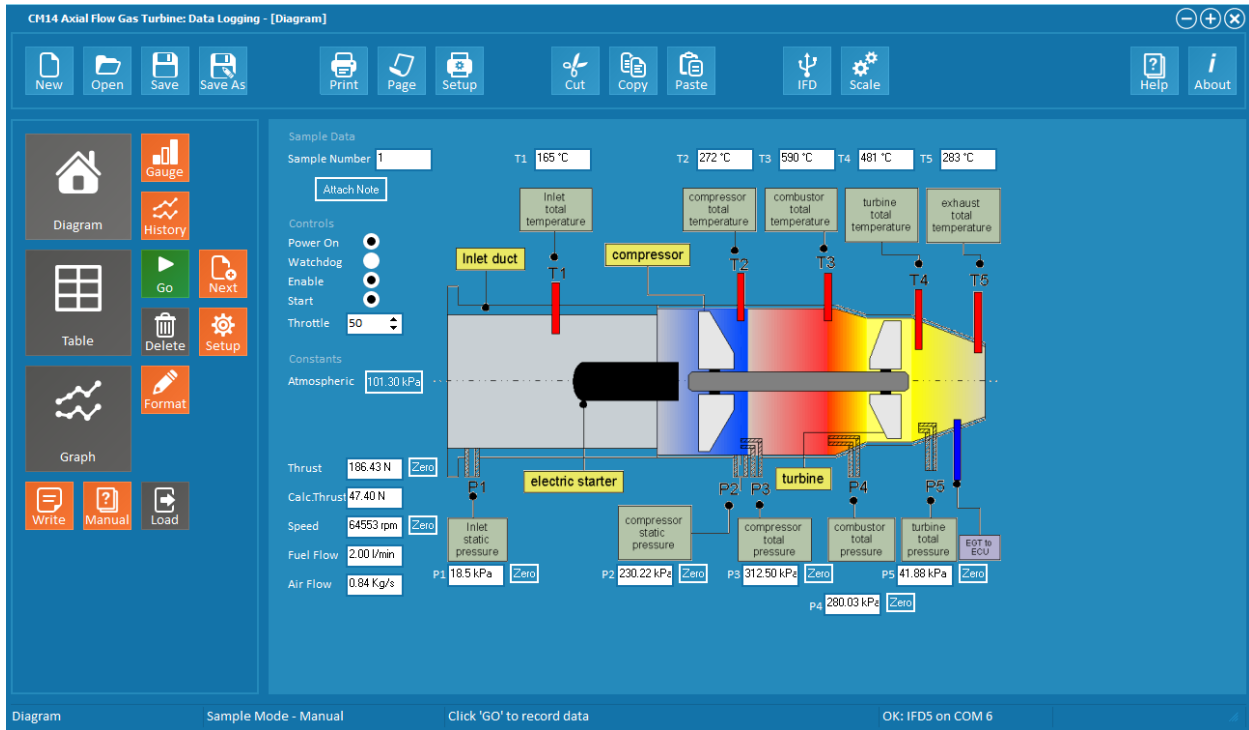 CM14 Axial Flow Gas Turbine: Data Logging - [Diagram]
New Open Save Save As Print Page Setup Cut Copy Paste IFD Scale Help About
Diagram
Gauge
History
Table
Go
Next
Delete
Setup
Graph
Format
Write
Manual
Load
Sample Data
Sample Number 1
Attach Note
Controls
Power On
Watchdog
Enable
Start
Throttle 50
Constants
Atmospheric 101.30 kPa
Thrust 186.43 N Zero
Calc.Thrust 47.40 N
Speed 64553 rpm Zero
Fuel Flow 2.00 l/min
Air Flow 0.84 Kg/s
T1 165 °C
T2 272 °C
T3 590 °C
T4 481 °C
T5 283 °C
Inlet
total
temperature
compressor
total
temperature
combustor
total
temperature
turbine
total
temperature
exhaust
total
temperature
Inlet duct
compressor
T1
T2
T3
T4
T5
electric starter
turbine
P1
P2
P3
P4
P5
Inlet
static
pressure
compressor
static
pressure
compressor
total
pressure
combustor
total
pressure
turbine
total
pressure
EGT to
ECU
P1 18.5 kPa Zero
P2 230.22 kPa Zero
P3 312.50 kPa Zero
P5 41.88 kPa Zero
P4 280.03 kPa Zero
Diagram
Sample Mode - Manual
Click 'GO' to record data
OK: IFD5 on COM 6